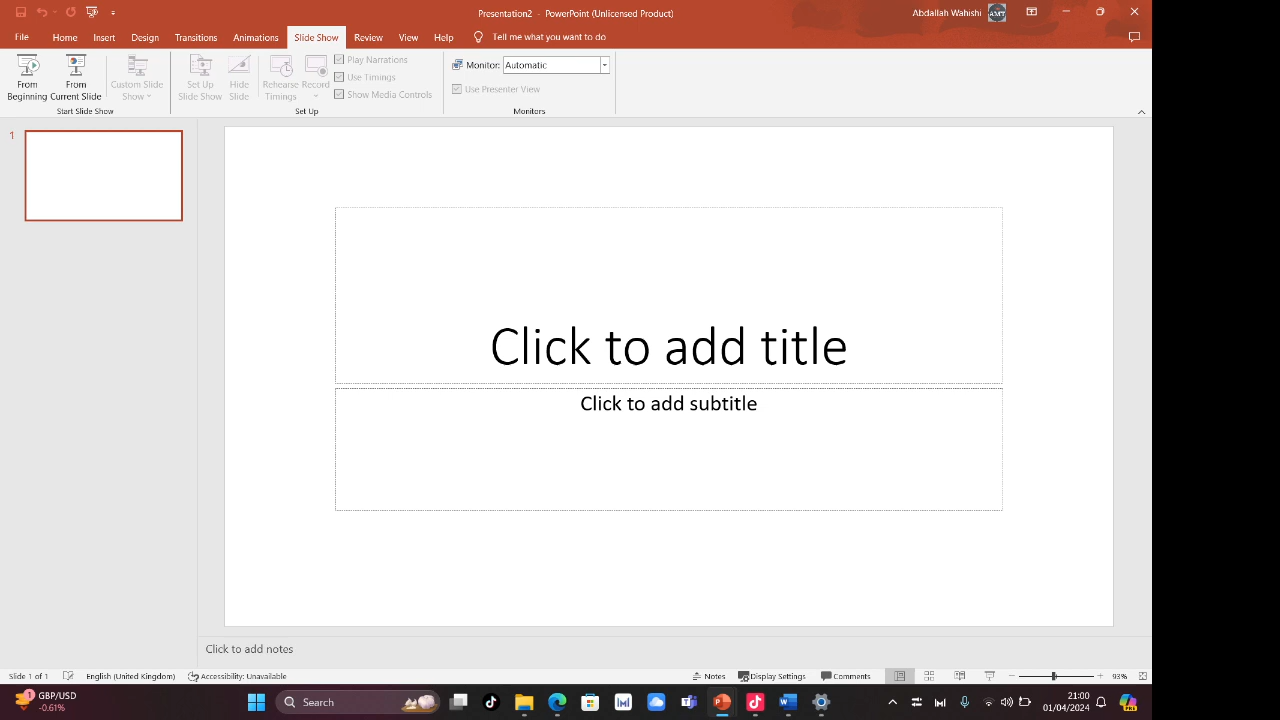 Presentation2 - PowerPoint (Unlicensed Product)
Abdallah Wahishi
AMT
File Home Insert Design Transitions Animations Slide Show Review View Help Tell me what you want to do
From Beginning
From Current Slide
Custom Slide Show
Start Slide Show
Set Up Slide Show
Hide Slide
Rehearse Timings
Record
Play Narrations
Use Timings
Show Media Controls
Set Up
Monitor: Automatic
Use Presenter View
Monitors
1
Click to add title
Click to add subtitle
Click to add notes
Slide 1 of 1 English (United Kingdom) Accessibility: Unavailable Notes Display Settings Comments 93%
1
GBP/USD
-0.61%
Search
21:00
01/04/2024